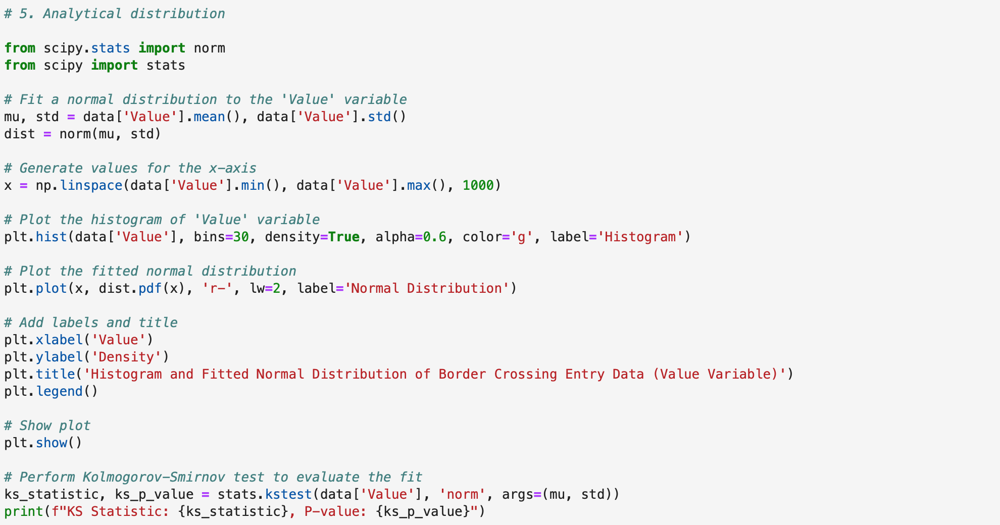 # 5. Analytical distribution
from scipy.stats import norm
from scipy import stats
# Fit a normal distribution to the 'Value' variable
mu, std = data['Value'].mean(), data['Value'].std()
dist = norm(mu, std)
# Generate values for the x-axis
x = np.linspace(data['Value'].min(), data['Value'].max(), 1000)
# Plot the histogram of 'Value' variable
plt.hist(data['Value'], bins=30, density=True, alpha=0.6, color='g', label='Histogram')
# Plot the fitted normal distribution
plt.plot(x, dist.pdf(x), 'r-', lw=2, label='Normal Distribution')
# Add labels and title
plt.xlabel('Value')
plt.ylabel('Density')
plt.title('Histogram and Fitted Normal Distribution of Border Crossing Entry Data (Value Variable)')
plt.legend()
# Show plot
plt.show()
# Perform Kolmogorov-Smirnov test to evaluate the fit
ks_statistic, ks_p_value = stats.kstest(data['Value'], 'norm', args=(mu, std))
print(f"KS Statistic: {ks_statistic}, P-value: {ks_p_value}")